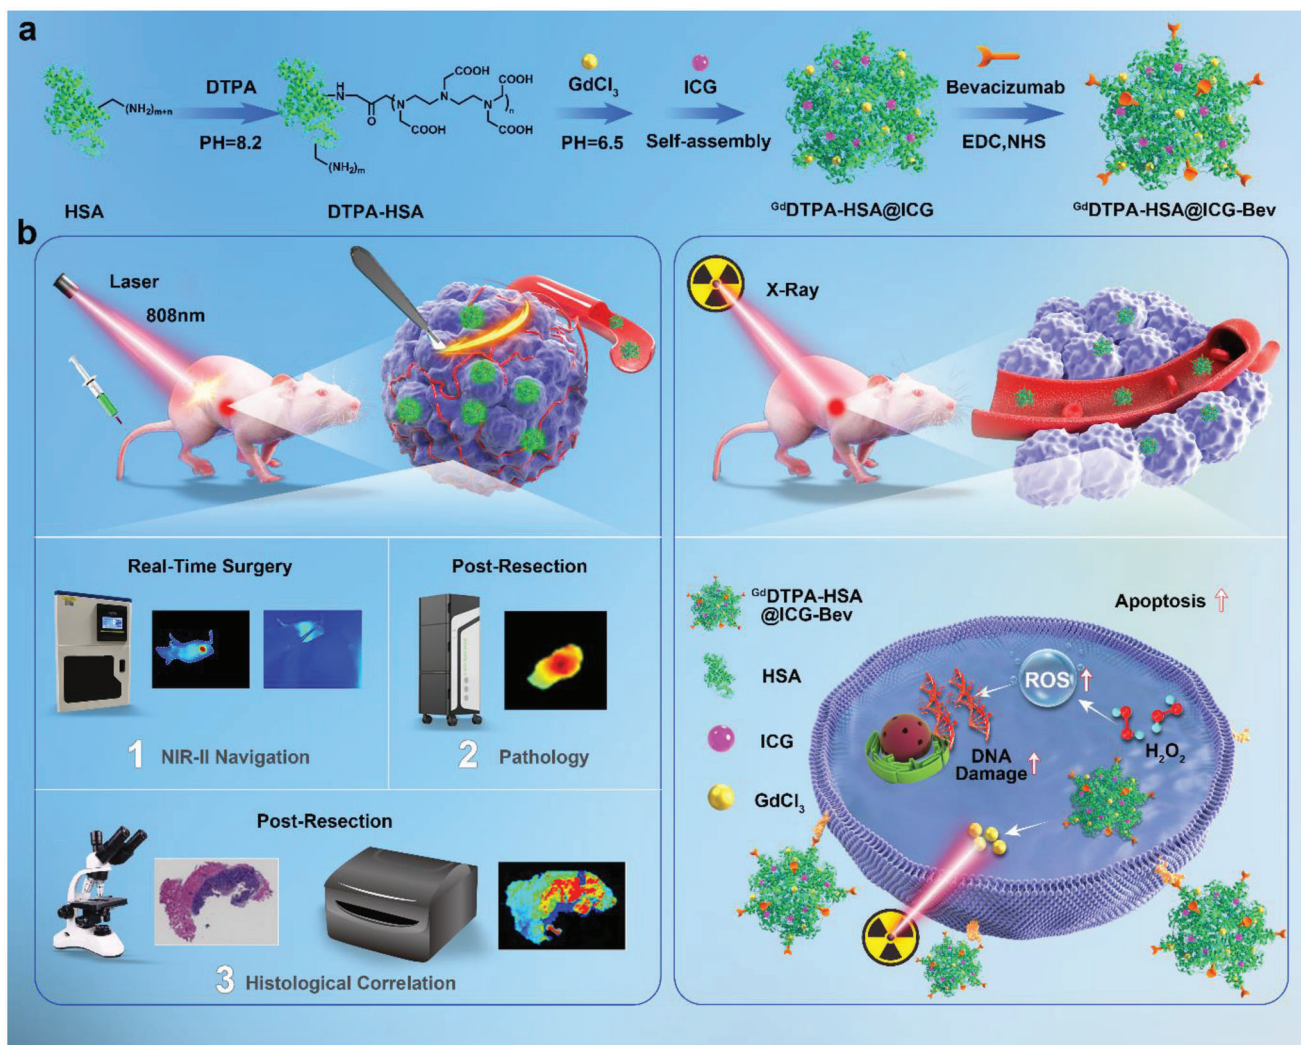 a
DTPA
PH=8.2
(NH2)m+n
HSA
H
N
O
N
N
N
COOH
COOH
COOH
COOH
COOH
n
(NH2)m
DTPA-HSA
GdCl3
PH=6.5
ICG
Self-assembly
GdDTPA-HSA@ICG
Bevacizumab
EDC,NHS
GdDTPA-HSA@ICG-Bev
b
Laser
808nm
Real-Time Surgery
1 NIR-II Navigation
Post-Resection
2 Pathology
Post-Resection
3 Histological Correlation
X-Ray
GdDTPA-HSA
@ICG-Bev
HSA
ICG
GdCl3
Apoptosis
ROS
H2O2
DNA
Damage